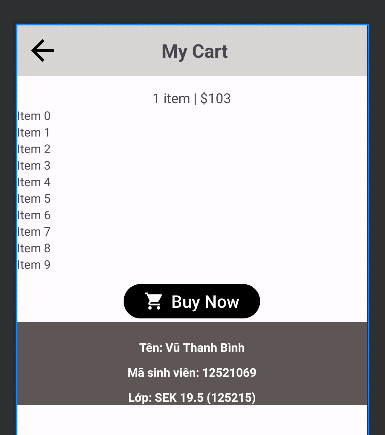 My Cart
1 item | $103
Item 0
Item 1
Item 2
Item 3
Item 4
Item 5
Item 6
Item 7
Item 8
Item 9
Buy Now
Tên: Vũ Thanh Bình
Mã sinh viên: 12521069
Lớp: SEK 19.5 (125215)